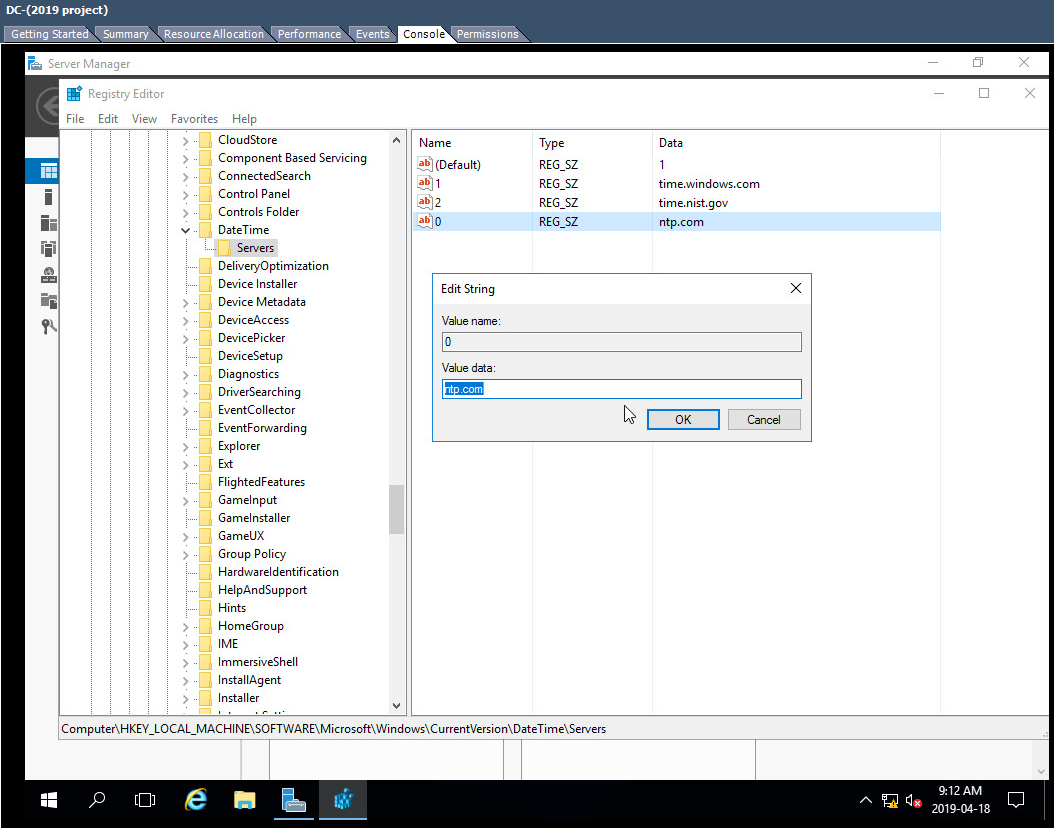 DC-(2019 project)
Getting Started Summary Resource Allocation Performance Events Console Permissions
Server Manager
Registry Editor
File Edit View Favorites Help
CloudStore
Component Based Servicing
ConnectedSearch
Control Panel
Controls Folder
DateTime
Servers
DeliveryOptimization
Device Installer
Device Metadata
DeviceAccess
DevicePicker
DeviceSetup
Diagnostics
DriverSearching
EventCollector
EventForwarding
Explorer
Ext
FlightedFeatures
GameInput
GameInstaller
GameUX
Group Policy
HardwareIdentification
HelpAndSupport
Hints
HomeGroup
IME
ImmersiveShell
InstallAgent
Installer
Name Type Data
ab (Default) REG_SZ 1
ab 1 REG_SZ time.windows.com
ab 2 REG_SZ time.nist.gov
ab 0 REG_SZ ntp.com
Edit String
Value name:
0
Value data:
ntp.com
OK Cancel
Computer\HKEY_LOCAL_MACHINE\SOFTWARE\Microsoft\Windows\CurrentVersion\DateTime\Servers
9:12 AM
2019-04-18